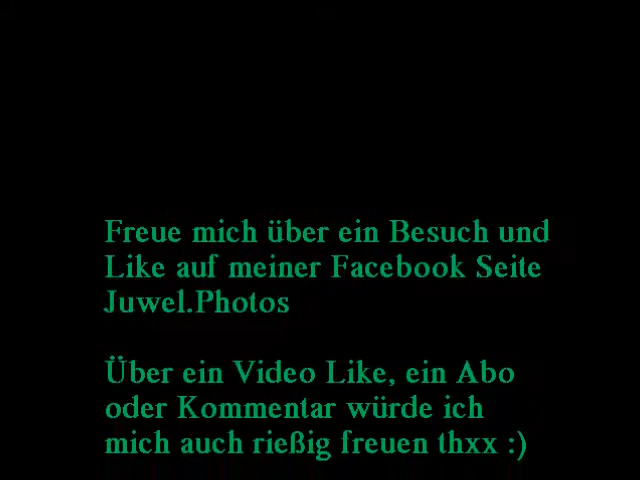 Freue mich über ein Besuch und
Like auf meiner Facebook Seite
Juwel.Photos
Über ein Video Like, ein Abo
oder Kommentar würde ich
mich auch rießig freuen thxx :)